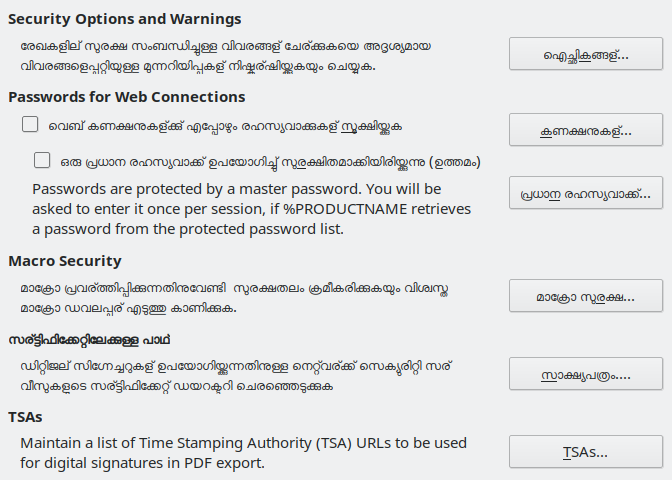 Security Options and Warnings
രേഖകളില് സുരക്ഷ സംബന്ധിച്ചുള്ള വിവരങ്ങള് ചേര്ക്കുകയെ അദൃശ്യമായ
വിവരങ്ങളെപ്പറ്റിയുള്ള മുന്നറിയിപ്പുകള് നിഷ്കര്ഷിയ്ക്കുകയും ചെയ്യുക.
ഐച്ഛികങ്ങള്...
Passwords for Web Connections
വെബ് കണക്ഷനുകള്ക്കു് എപ്പോഴും രഹസ്യവാക്കുകള് സൂക്ഷിയ്ക്കുക
കണക്ഷനുകള്...
ഒരു പ്രധാന രഹസ്യവാക്ക് ഉപയോഗിച്ചു് സുരക്ഷിതമാക്കിയിരിയ്ക്കുന്നു (ഉത്തമം)
Passwords are protected by a master password. You will be
asked to enter it once per session, if %PRODUCTNAME retrieves
a password from the protected password list.
പ്രധാന രഹസ്യവാക്ക്...
Macro Security
മാക്രോ പ്രവര്ത്തിപ്പിക്കുന്നതിനുവേണ്ടി സുരക്ഷതലം ക്രമീകരിക്കുകയും വിശ്വസ്ത
മാക്രോ ഡവലപ്പര് എടുത്തു കാണിക്കുക.
മാക്രോ സുരക്ഷ...
സര്ട്ടിഫിക്കേറ്റിലേക്കുള്ള പാഥ്
ഡിറ്റിജല് സിഗ്നേച്ചറുകള് ഉപയോഗിയ്ക്കുന്നതിനുള്ള നെറ്റ്‌വര്ക്ക് സെക്യൂരിറ്റി സര്
വീസുകളുടെ സര്ട്ടിഫിക്കേറ്റ് ഡയറക്ടറി ചെരഞ്ഞെടുക്കുക
സാക്ഷ്യപത്രം....
TSAs
Maintain a list of Time Stamping Authority (TSA) URLs to be used
for digital signatures in PDF export.
TSAs...